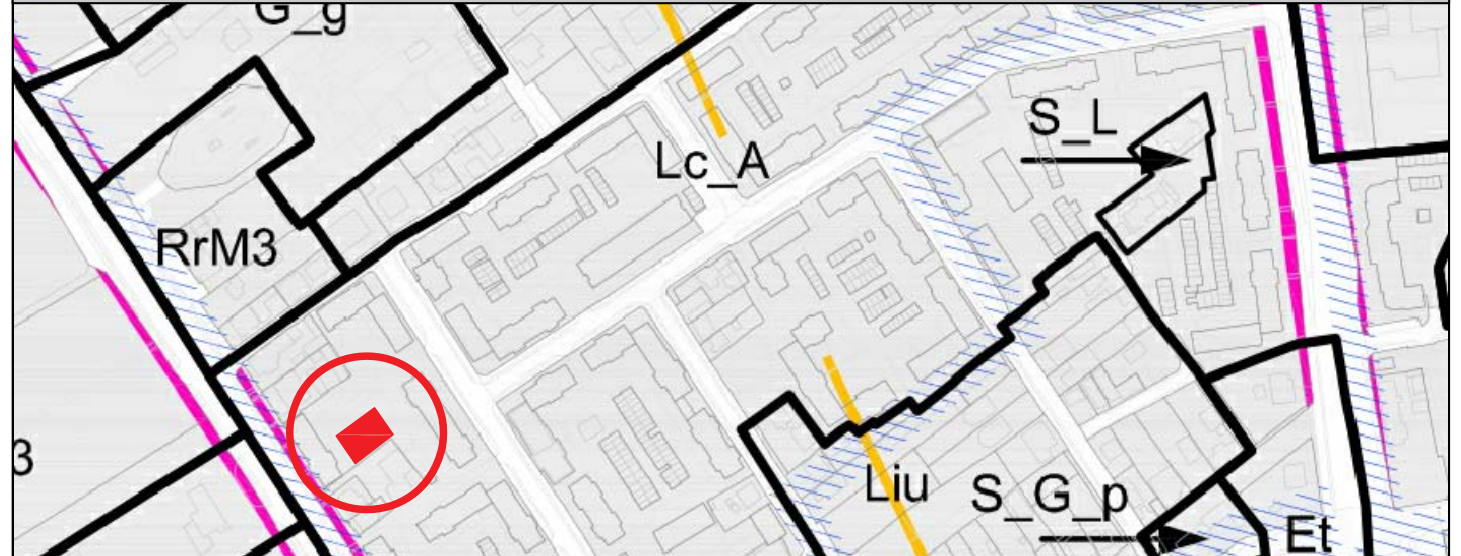 G_g
S_L
Lc_A
RrM3
3
Liu
S_G_p
Et